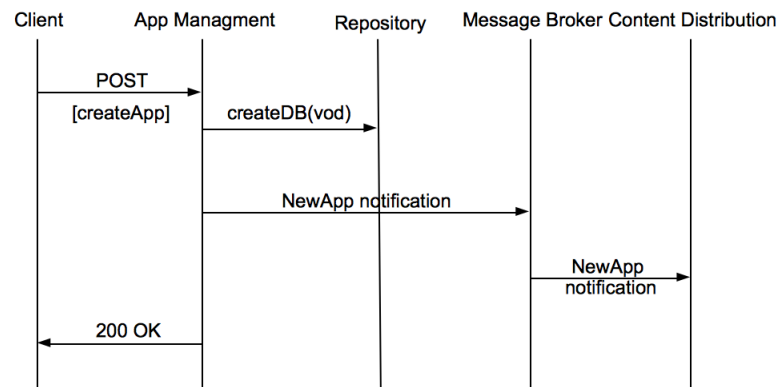 Client
App Managment
Repository
Message Broker
Content Distribution
POST
[createApp]
createDB(vod)
NewApp notification
NewApp
notification
200 OK